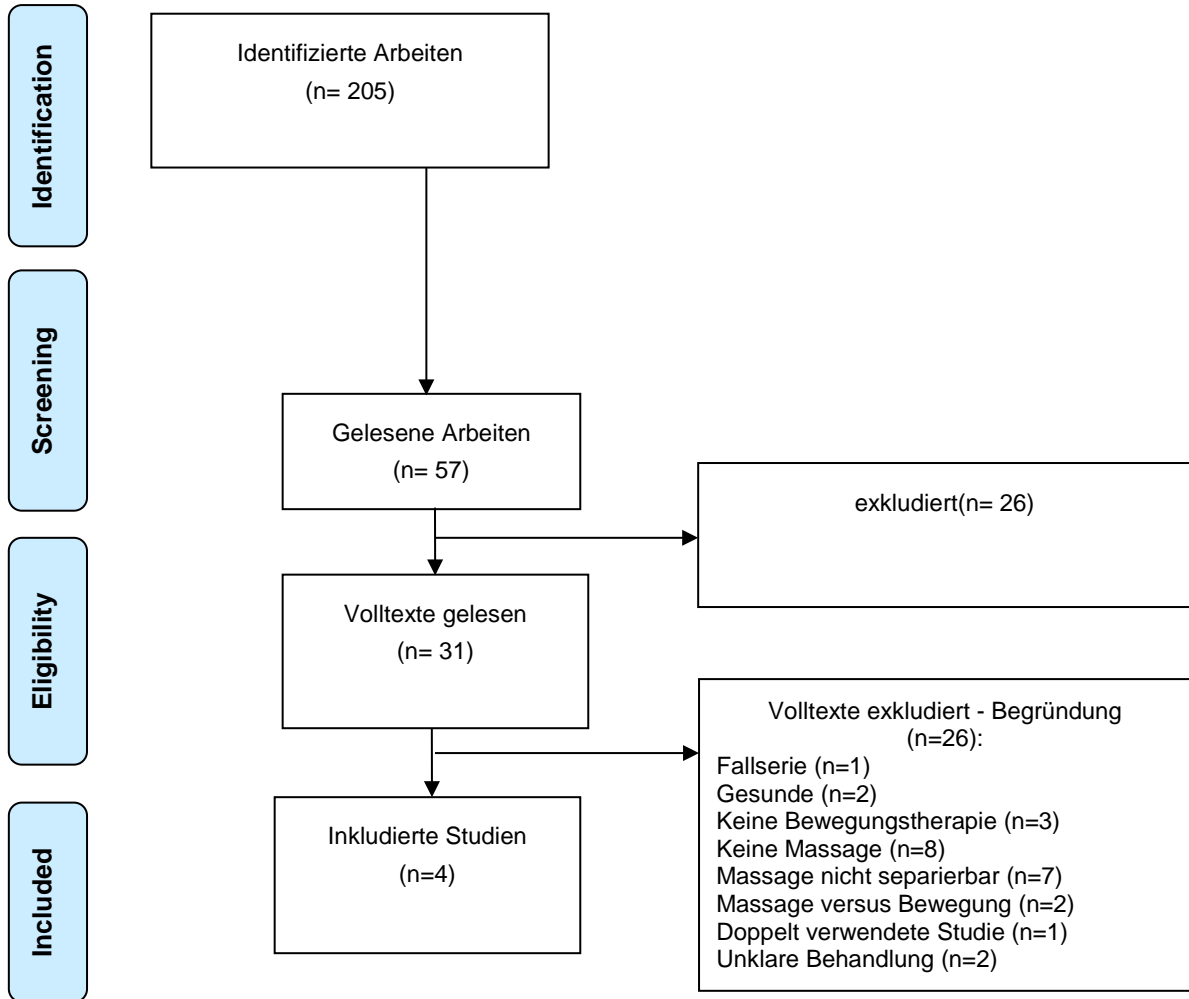 Identification
Identifizierte Arbeiten
(n= 205)
Screening
Gelesene Arbeiten
(n= 57)
exkludiert(n= 26)
Eligibility
Volltexte gelesen
(n= 31)
Volltexte exkludiert - Begründung
(n=26):
Fallserie (n=1)
Gesunde (n=2)
Keine Bewegungstherapie (n=3)
Keine Massage (n=8)
Massage nicht separierbar (n=7)
Massage versus Bewegung (n=2)
Doppelt verwendete Studie (n=1)
Unklare Behandlung (n=2)
Included
Inkludierte Studien
(n=4)